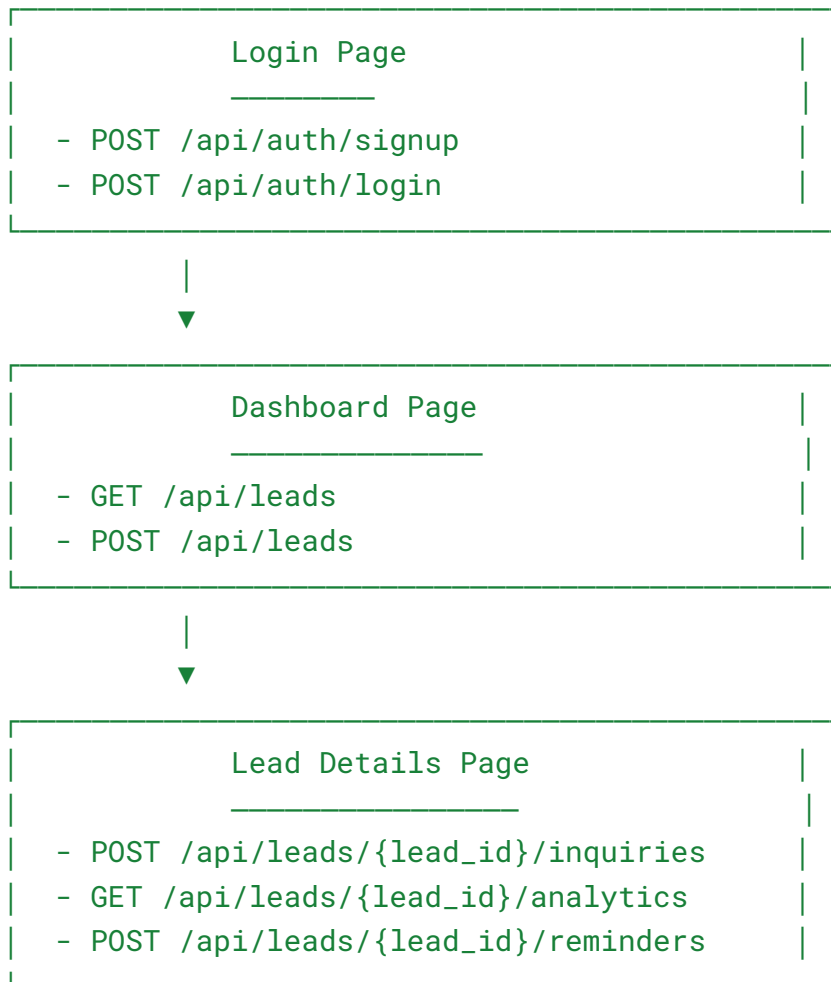 Login Page
- POST /api/auth/signup
- POST /api/auth/login
Dashboard Page
- GET /api/leads
- POST /api/leads
Lead Details Page
- POST /api/leads/{lead_id}/inquiries
- GET /api/leads/{lead_id}/analytics
- POST /api/leads/{lead_id}/reminders